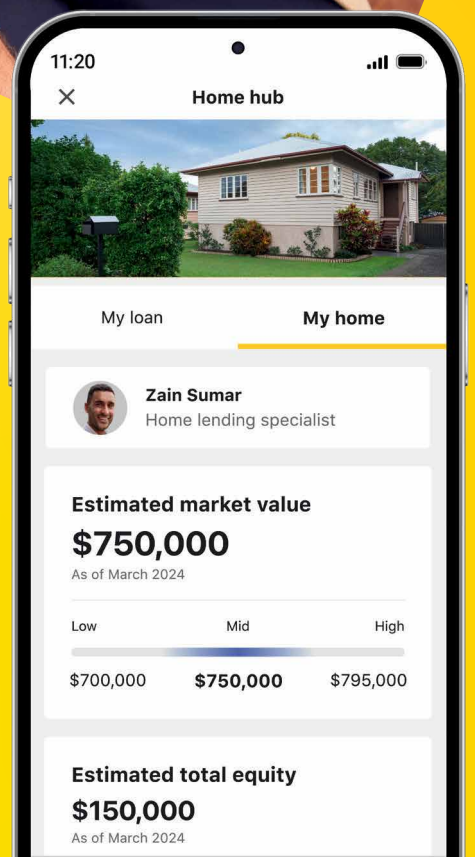 11:20
Home hub
My loan
My home
Zain Sumar
Home lending specialist
Estimated market value
$750,000
As of March 2024
Low Mid High
$700,000 $750,000 $795,000
Estimated total equity
$150,000
As of March 2024